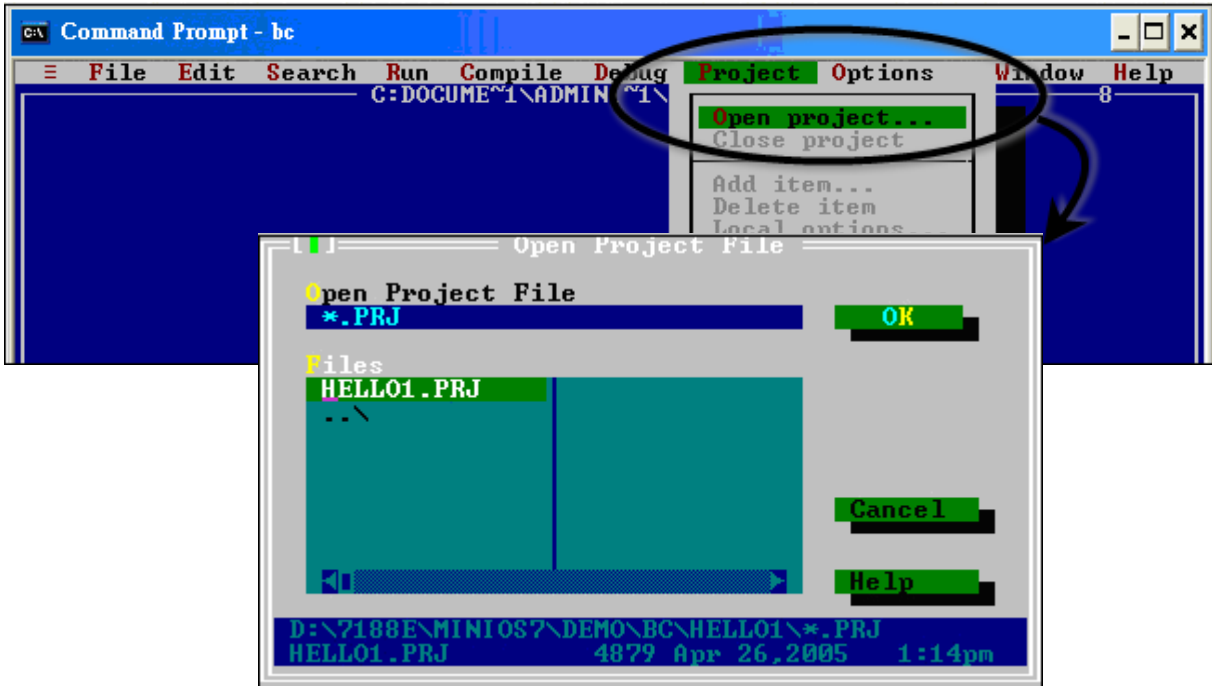 Command Prompt - bc
≡ File Edit Search Run Compile Debug Project Options Window Help
C:DOCUME~1\ADMIN ~1\ 8
Open project...
Close project
Add item...
Delete item
Local options...
[ ] Open Project File
Open Project File
*.PRJ
OK
Files
HELLO1.PRJ
..\
Cancel
Help
D:\7188E\MINIOS7\DEMO\BC\HELLO1\*.PRJ
HELLO1.PRJ 4879 Apr 26,2005 1:14pm